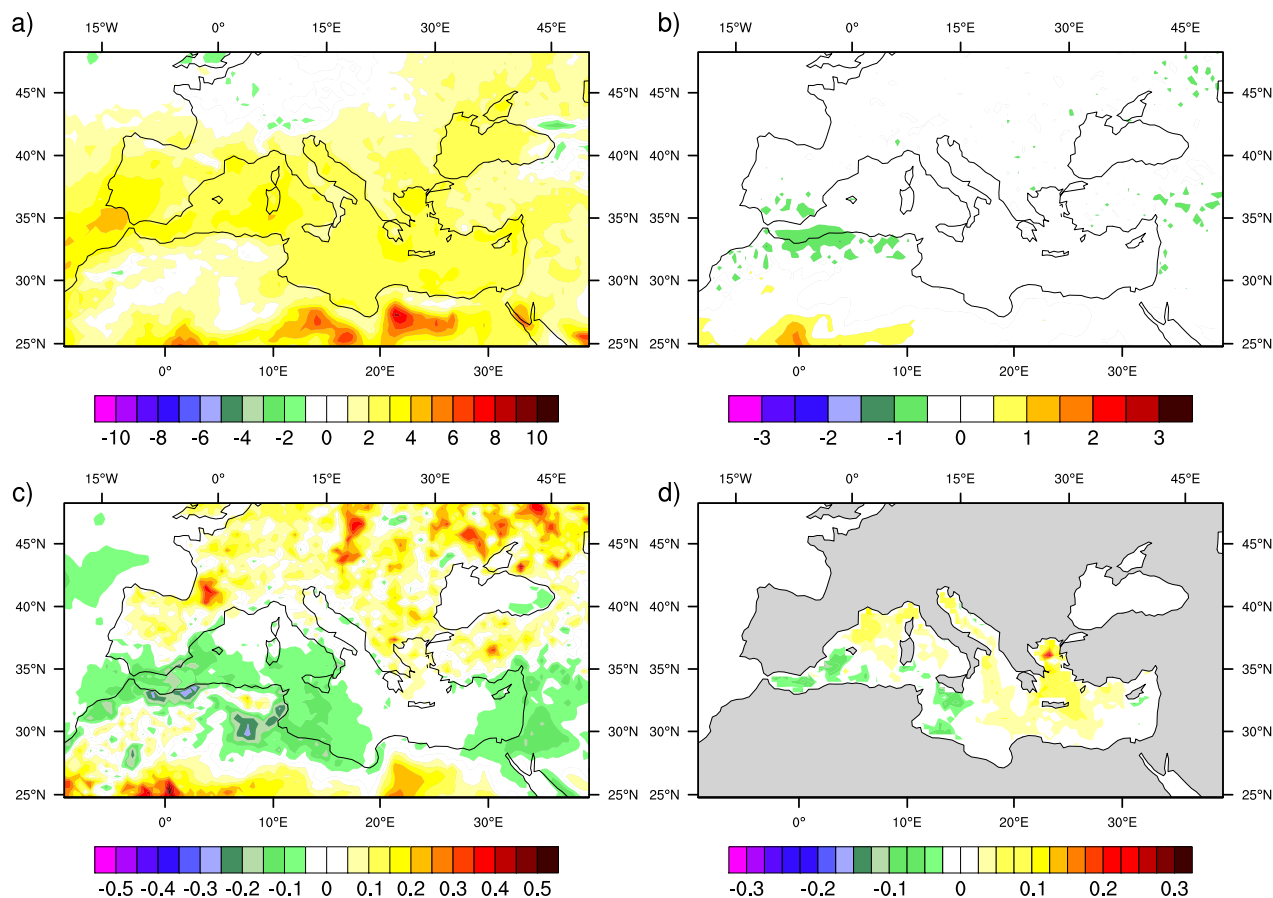 a)
15°W 0° 15°E 30°E 45°E
45°N 45°N
40°N 40°N
35°N 35°N
30°N 30°N
25°N 25°N
0° 10°E 20°E 30°E
-10 -8 -6 -4 -2 0 2 4 6 8 10
b)
15°W 0° 15°E 30°E 45°E
45°N 45°N
40°N 40°N
35°N 35°N
30°N 30°N
25°N 25°N
0° 10°E 20°E 30°E
-3 -2 -1 0 1 2 3
c)
15°W 0° 15°E 30°E 45°E
45°N 45°N
40°N 40°N
35°N 35°N
30°N 30°N
25°N 25°N
0° 10°E 20°E 30°E
-0.5 -0.4 -0.3 -0.2 -0.1 0 0.1 0.2 0.3 0.4 0.5
d)
15°W 0° 15°E 30°E 45°E
45°N 45°N
40°N 40°N
35°N 35°N
30°N 30°N
25°N 25°N
0° 10°E 20°E 30°E
-0.3 -0.2 -0.1 0 0.1 0.2 0.3